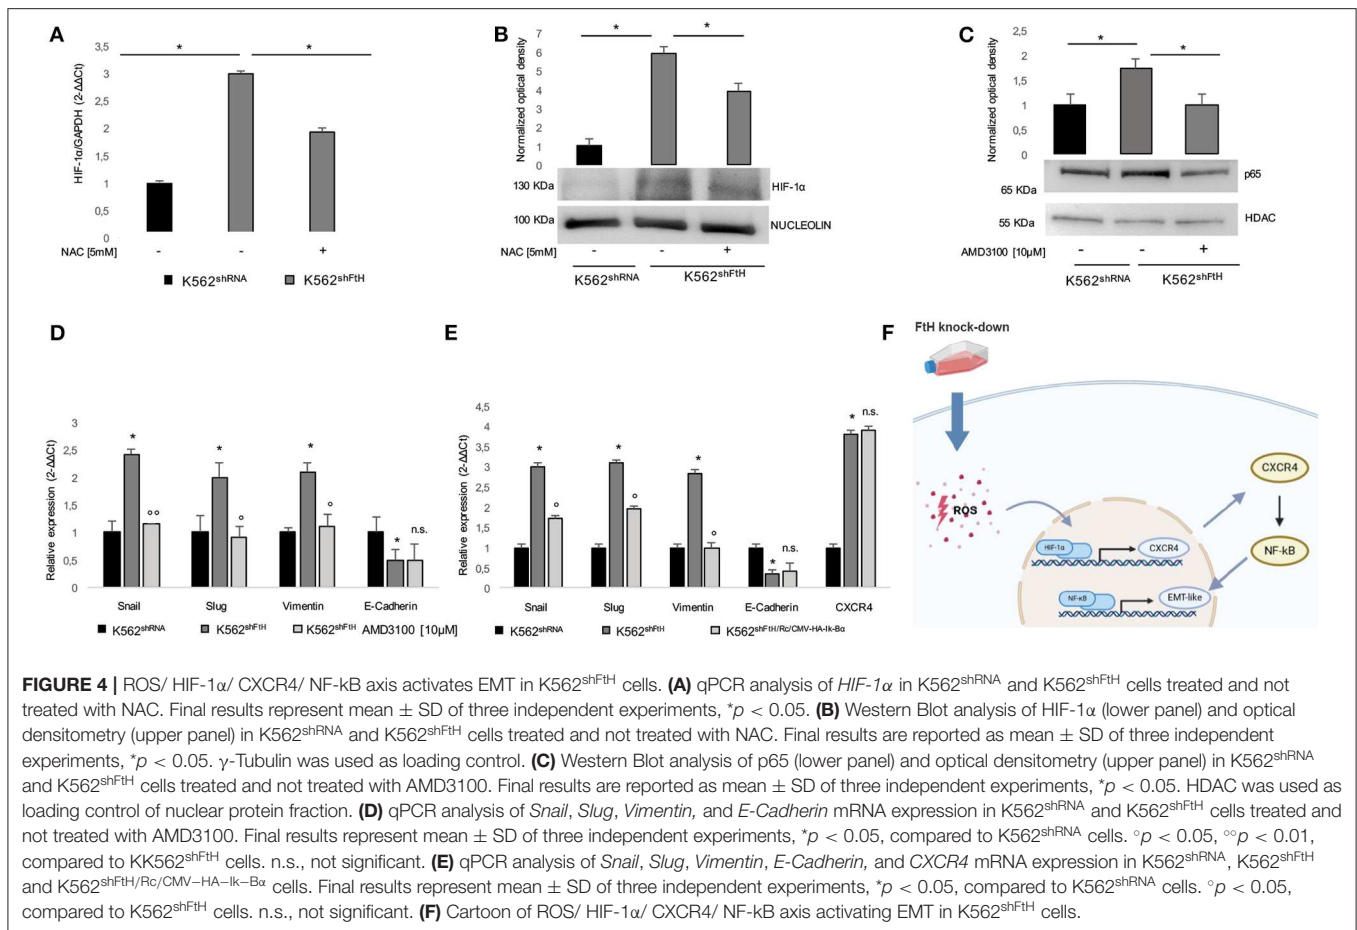 A
3,5
3
2,5
2
1,5
1
0,5
0
HIF-1α/GAPDH (2-ΔΔCt)
*
*
NAC [5mM] - - +
K562shRNA K562shFtH
B
7
6
5
4
3
2
1
0
Normalized optical density
*
*
130 KDa
HIF-1α
100 KDa
NUCLEOLIN
NAC [5mM] - - +
K562shRNA K562shFtH
C
2,5
2
1,5
1
0,5
0
Normalized optical density
*
*
p65
65 KDa
HDAC
55 KDa
AMD3100 [10µM] - - +
K562shRNA K562shFtH
D
3
2,5
2
1,5
1
0,5
0
Relative expression (2-ΔΔCt)
* °° * ° * ° * n.s.
Snail Slug Vimentin E-Cadherin
K562shRNA K562shFtH K562shFtH AMD3100 [10µM]
E
4,5
4
3,5
3
2,5
2
1,5
1
0,5
0
Relative expression (2-ΔΔCt)
* ° * ° * ° * n.s. * n.s.
Snail Slug Vimentin E-Cadherin CXCR4
K562shRNA K562shFtH K562shFtH/Rc/CMV-HA-Ik-Bα
F
FtH knock-down
ROS
HIF-1α
CXCR4
NF-kB
EMT-like
CXCR4
NF-kB
FIGURE 4 | ROS/ HIF-1α/ CXCR4/ NF-kB axis activates EMT in K562shFtH cells. (A) qPCR analysis of HIF-1α in K562shRNA and K562shFtH cells treated and not
treated with NAC. Final results represent mean ± SD of three independent experiments, *p < 0.05. (B) Western Blot analysis of HIF-1α (lower panel) and optical
densitometry (upper panel) in K562shRNA and K562shFtH cells treated and not treated with NAC. Final results are reported as mean ± SD of three independent
experiments, *p < 0.05. γ-Tubulin was used as loading control. (C) Western Blot analysis of p65 (lower panel) and optical densitometry (upper panel) in K562shRNA
and K562shFtH cells treated and not treated with AMD3100. Final results are reported as mean ± SD of three independent experiments, *p < 0.05. HDAC was used as
loading control of nuclear protein fraction. (D) qPCR analysis of Snail, Slug, Vimentin, and E-Cadherin mRNA expression in K562shRNA and K562shFtH cells treated and
not treated with AMD3100. Final results represent mean ± SD of three independent experiments, *p < 0.05, compared to K562shRNA cells. °p < 0.05, °°p < 0.01,
compared to KK562shFtH cells. n.s., not significant. (E) qPCR analysis of Snail, Slug, Vimentin, E-Cadherin, and CXCR4 mRNA expression in K562shRNA, K562shFtH
and K562shFtH/Rc/CMV−HA−Ik−Bα cells. Final results represent mean ± SD of three independent experiments, *p < 0.05, compared to K562shRNA cells. °p < 0.05,
compared to K562shFtH cells. n.s., not significant. (F) Cartoon of ROS/ HIF-1α/ CXCR4/ NF-kB axis activating EMT in K562shFtH cells.